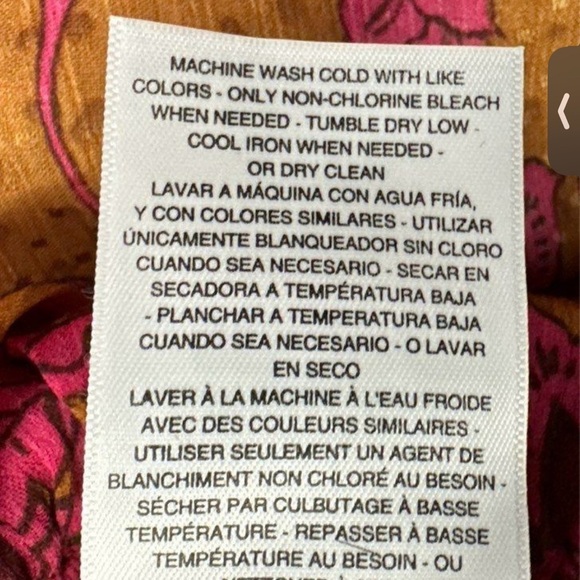 MACHINE WASH COLD WITH LIKE
COLORS - ONLY NON-CHLORINE BLEACH
WHEN NEEDED - TUMBLE DRY LOW -
COOL IRON WHEN NEEDED -
OR DRY CLEAN
LAVAR A MÁQUINA CON AGUA FRÍA,
Y CON COLORES SIMILARES - UTILIZAR
ÚNICAMENTE BLANQUEADOR SIN CLORO
CUANDO SEA NECESARIO - SECAR EN
SECADORA A TEMPÉRATURA BAJA
- PLANCHAR A TEMPERATURA BAJA
CUANDO SEA NECESARIO - O LAVAR
EN SECO
LAVER À LA MACHINE À L'EAU FROIDE
AVEC DES COULEURS SIMILAIRES -
UTILISER SEULEMENT UN AGENT DE
BLANCHIMENT NON CHLORÉ AU BESOIN -
SÉCHER PAR CULBUTAGE À BASSE
TEMPÉRATURE - REPASSER À BASSE
TEMPÉRATURE AU BESOIN - OU